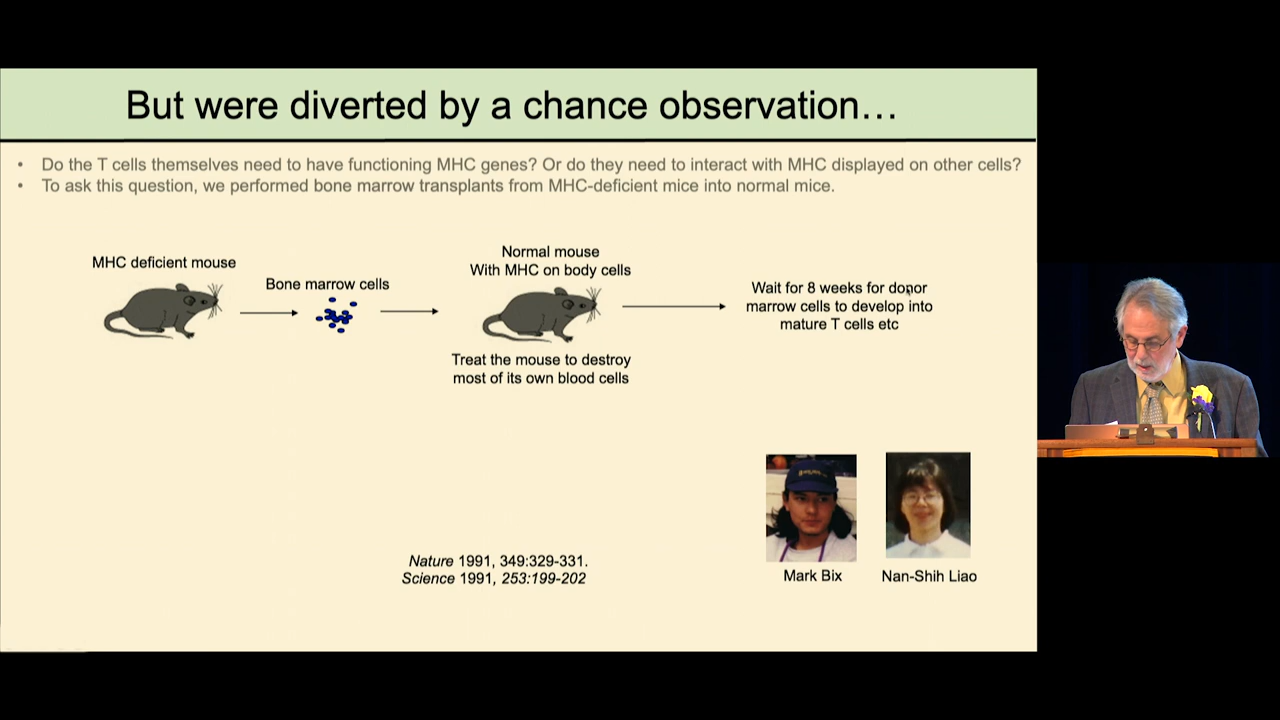 But were diverted by a chance observation…
• Do the T cells themselves need to have functioning MHC genes? Or do they need to interact with MHC displayed on other cells?
• To ask this question, we performed bone marrow transplants from MHC-deficient mice into normal mice.
MHC deficient mouse
Bone marrow cells
Normal mouse
With MHC on body cells
Treat the mouse to destroy
most of its own blood cells
Wait for 8 weeks for donor
marrow cells to develop into
mature T cells etc
Nature 1991, 349:329-331.
Science 1991, 253:199-202
Mark Bix
Nan-Shih Liao